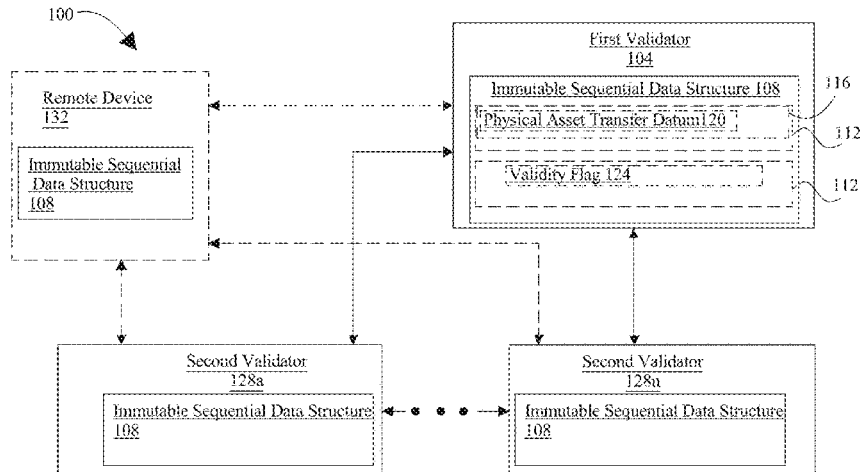 100
First Validator
104
Immutable Sequential Data Structure 108
116
Physical Asset Transfer Datum120
112
Validity Flag 124
112
Remote Device
132
Immutable Sequential
Data Structure
108
Second Validator
128a
Immutable Sequential Data Structure
108
Second Validator
128n
Immutable Sequential Data Structure
108